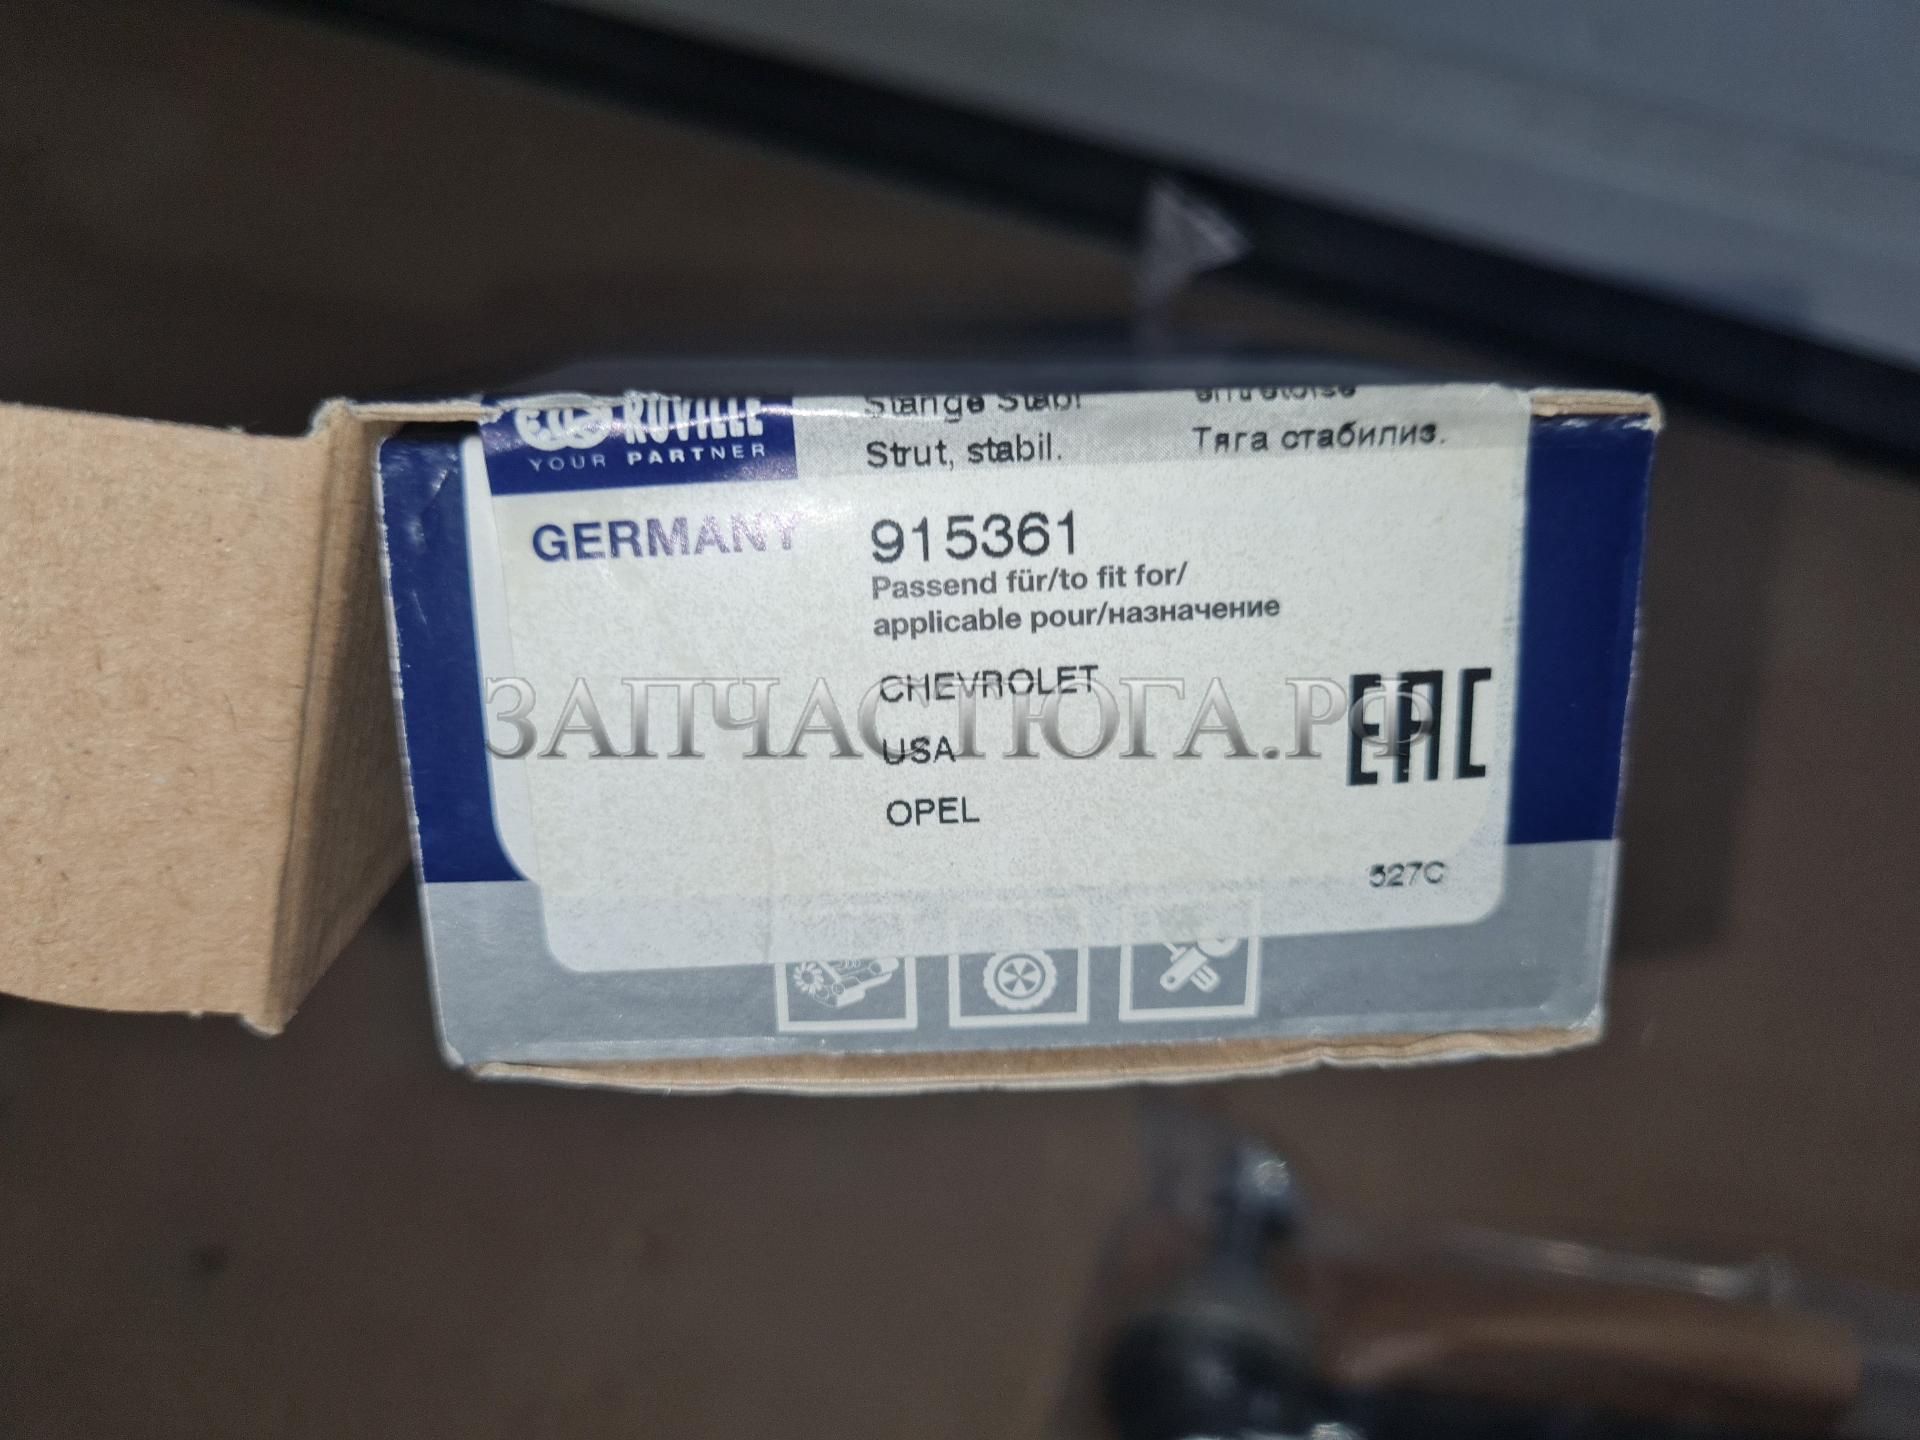 RUVILLE
YOUR PARTNER
Stange Stab.
Strut, stabil.
Тяга стабилиз.
GERMANY
915361
Passend für/to fit for/
applicable pour/назначение
CHEVROLET
USA
OPEL
ЗАПЧАСТЮГА.РФ
EAC
527C